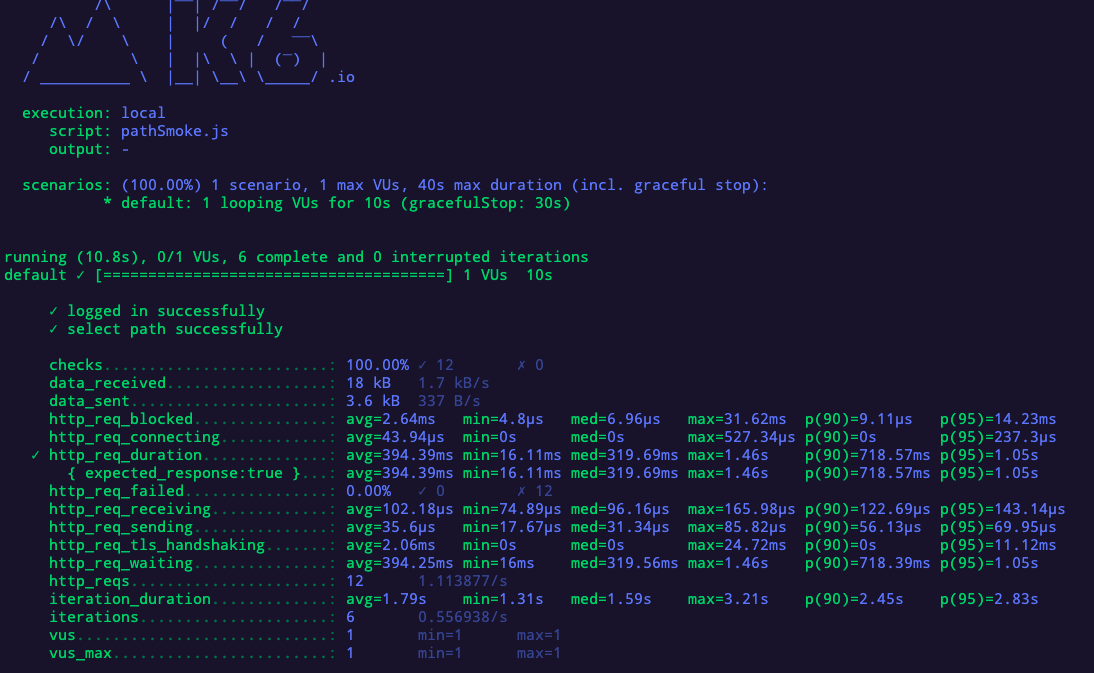 /\      |‾‾| /‾‾/   /‾‾/
    /\  /  \     |  |/  /   /  /
   /  \/    \    |     (   /   ‾‾\
  /          \   |  |\  \ |  (‾)  |
 / __________ \  |__| \__\ \_____/ .io
execution: local
script: pathSmoke.js
output: -
scenarios: (100.00%) 1 scenario, 1 max VUs, 40s max duration (incl. graceful stop):
* default: 1 looping VUs for 10s (gracefulStop: 30s)
running (10.8s), 0/1 VUs, 6 complete and 0 interrupted iterations
default ✓ [======================================] 1 VUs  10s
✓ logged in successfully
✓ select path successfully
checks.........................: 100.00% ✓ 12       ✗ 0
data_received..................: 18 kB   1.7 kB/s
data_sent......................: 3.6 kB  337 B/s
http_req_blocked...............: avg=2.64ms   min=4.8µs   med=6.96µs   max=31.62ms  p(90)=9.11µs   p(95)=14.23ms
http_req_connecting............: avg=43.94µs  min=0s      med=0s       max=527.34µs p(90)=0s       p(95)=237.3µs
✓ http_req_duration..............: avg=394.39ms min=16.11ms med=319.69ms max=1.46s    p(90)=718.57ms p(95)=1.05s
{ expected_response:true }...: avg=394.39ms min=16.11ms med=319.69ms max=1.46s    p(90)=718.57ms p(95)=1.05s
http_req_failed................: 0.00%   ✓ 0        ✗ 12
http_req_receiving.............: avg=102.18µs min=74.89µs med=96.16µs  max=165.98µs p(90)=122.69µs p(95)=143.14µs
http_req_sending...............: avg=35.6µs   min=17.67µs med=31.34µs  max=85.82µs  p(90)=56.13µs  p(95)=69.95µs
http_req_tls_handshaking.......: avg=2.06ms   min=0s      med=0s       max=24.72ms  p(90)=0s       p(95)=11.12ms
http_req_waiting...............: avg=394.25ms min=16ms    med=319.56ms max=1.46s    p(90)=718.39ms p(95)=1.05s
http_reqs......................: 12      1.113877/s
iteration_duration.............: avg=1.79s    min=1.31s   med=1.59s    max=3.21s    p(90)=2.45s    p(95)=2.83s
iterations.....................: 6       0.556938/s
vus............................: 1       min=1      max=1
vus_max........................: 1       min=1      max=1